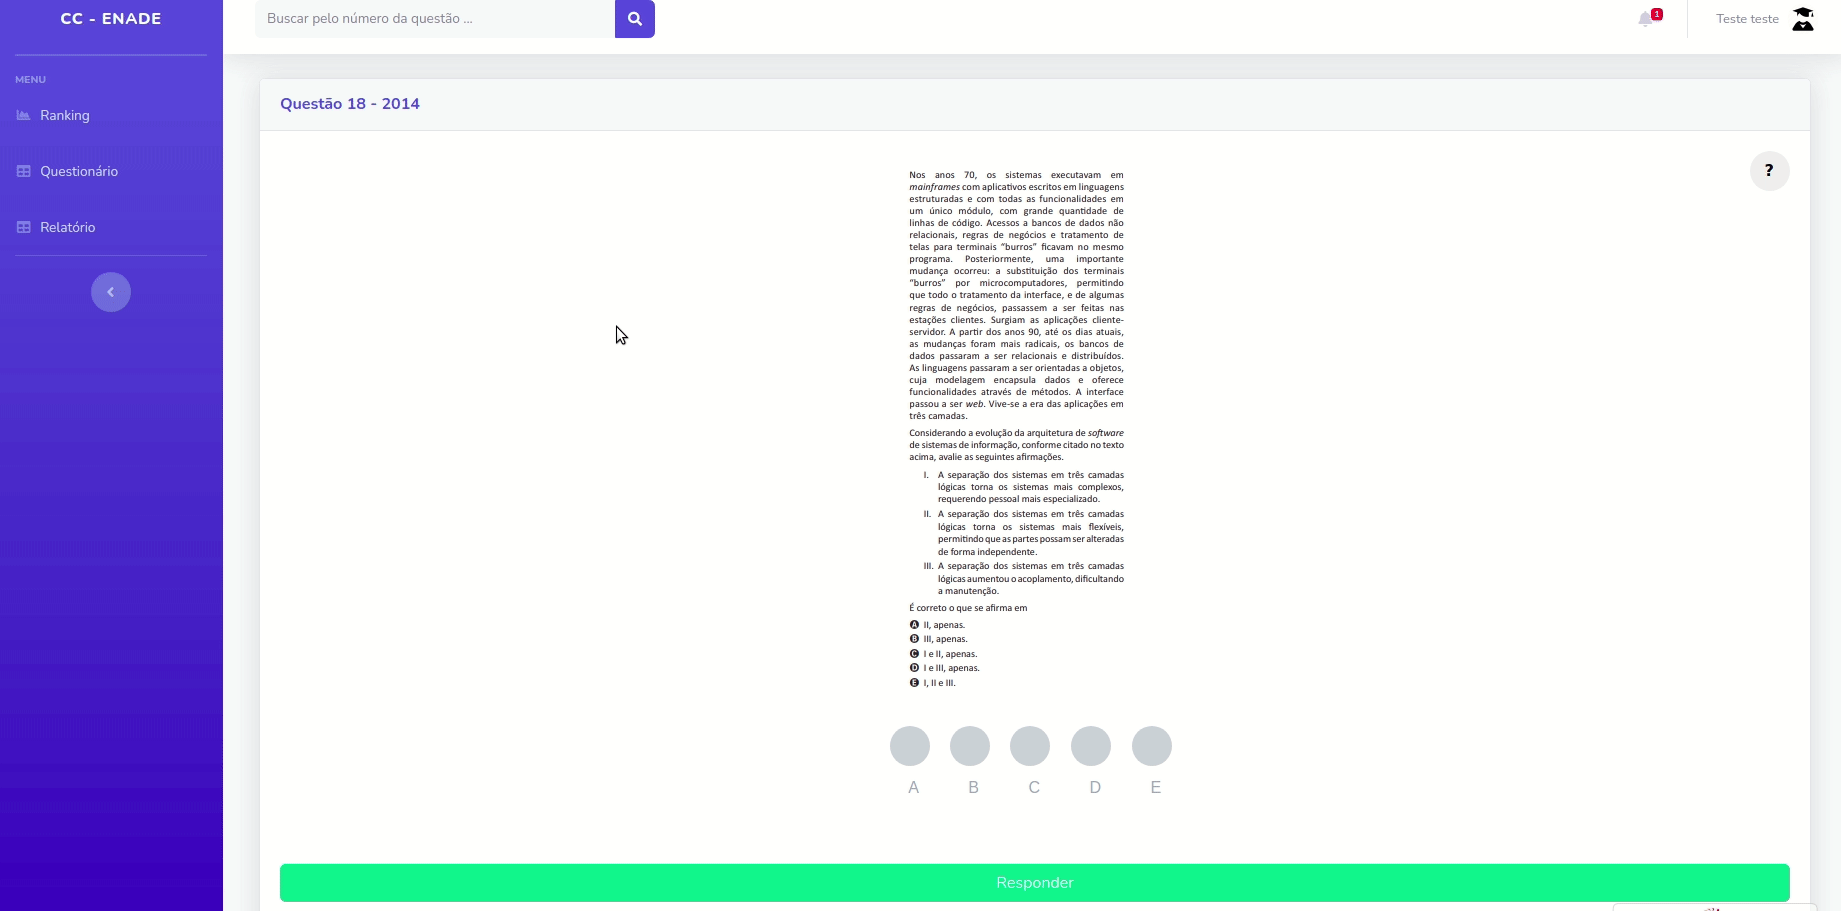 CC - ENADE
Buscar pelo número da questão ...
1
Teste teste
MENU
Ranking
Questionário
Relatório
Questão 18 - 2014
?
Nos anos 70, os sistemas executavam em
mainframes com aplicativos escritos em linguagens
estruturadas e com todas as funcionalidades em
um único módulo, com grande quantidade de
linhas de código. Acessos a bancos de dados não
relacionais, regras de negócios e tratamento de
telas para terminais “burros” ficavam no mesmo
programa. Posteriormente, uma importante
mudança ocorreu: a substituição dos terminais
“burros” por microcomputadores, permitindo
que todo o tratamento da interface, e de algumas
regras de negócios, passassem a ser feitas nas
estações clientes. Surgiam as aplicações cliente-
servidor. A partir dos anos 90, até os dias atuais,
as mudanças foram mais radicais, os bancos de
dados passaram a ser relacionais e distribuídos.
As linguagens passaram a ser orientadas a objetos,
cuja modelagem encapsula dados e oferece
funcionalidades através de métodos. A interface
passou a ser web. Vive-se a era das aplicações em
três camadas.
Considerando a evolução da arquitetura de software
de sistemas de informação, conforme citado no texto
acima, avalie as seguintes afirmações.
I. A separação dos sistemas em três camadas
lógicas torna os sistemas mais complexos,
requerendo pessoal mais especializado.
II. A separação dos sistemas em três camadas
lógicas torna os sistemas mais flexíveis,
permitindo que as partes possam ser alteradas
de forma independente.
III. A separação dos sistemas em três camadas
lógicas aumentou o acoplamento, dificultando
a manutenção.
É correto o que se afirma em
A II, apenas.
B III, apenas.
C I e II, apenas.
D I e III, apenas.
E I, II e III.
A B C D E
Responder